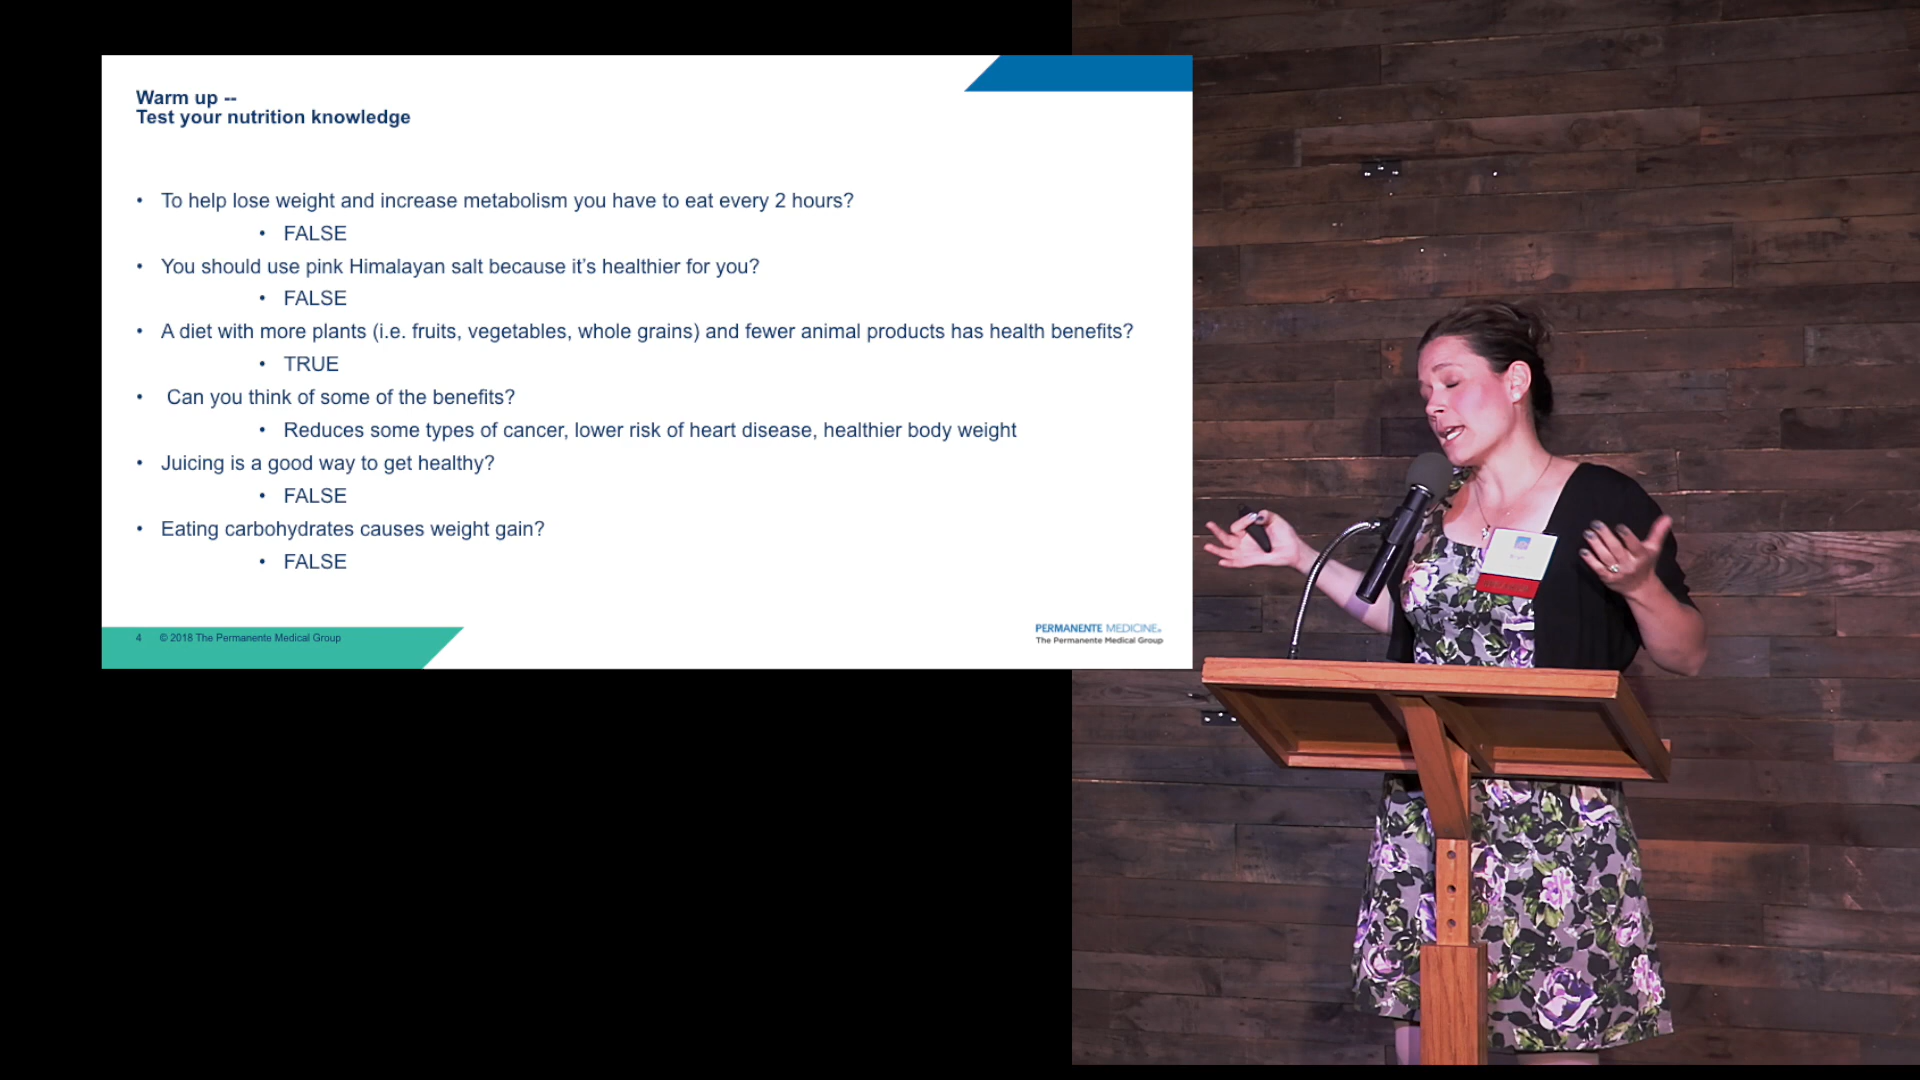 Warm up --
Test your nutrition knowledge
• To help lose weight and increase metabolism you have to eat every 2 hours?
• FALSE
• You should use pink Himalayan salt because it’s healthier for you?
• FALSE
• A diet with more plants (i.e. fruits, vegetables, whole grains) and fewer animal products has health benefits?
• TRUE
• Can you think of some of the benefits?
• Reduces some types of cancer, lower risk of heart disease, healthier body weight
• Juicing is a good way to get healthy?
• FALSE
• Eating carbohydrates causes weight gain?
• FALSE
4 © 2018 The Permanente Medical Group
PERMANENTE MEDICINE®
The Permanente Medical Group